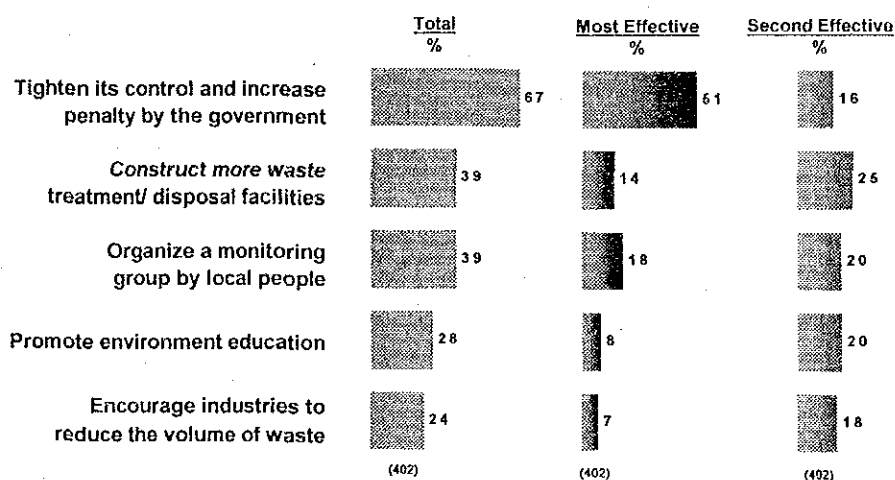 Total Most Effective Second Effective
% % %
Tighten its control and increase
penalty by the government
67 51 16
Construct more waste
treatment/ disposal facilities
39 14 25
Organize a monitoring
group by local people
39 18 20
Promote environment education
28 8 20
Encourage industries to
reduce the volume of waste
24 7 18
(402) (402) (402)